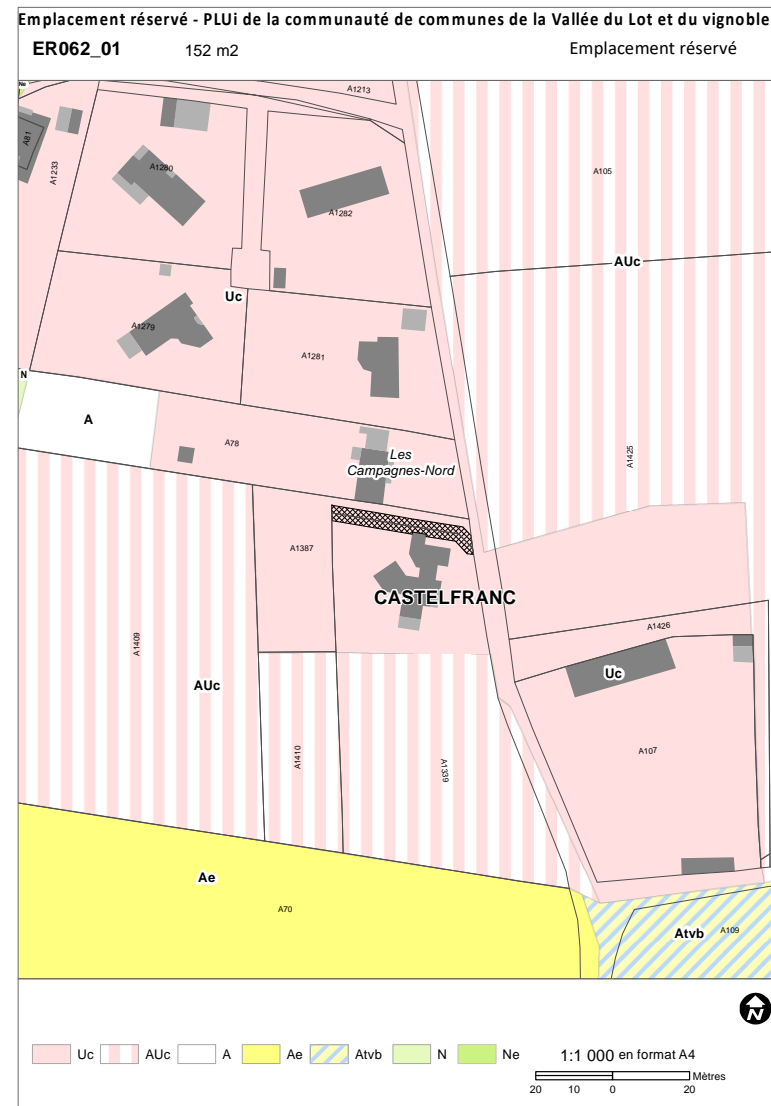 Emplacement réservé - PLUi de la communauté de communes de la Vallée du Lot et du vignoble
ER062_01 152 m2 Emplacement réservé
Ne
A1213
A81
A1233
A1280
A1282
A105
AUc
Uc
A1279
A1281
N
A
A78
Les
Campagnes-Nord
A1425
A1387
CASTELFRANC
A1426
A1409
AUc
Uc
A1410
A1339
A107
Ae
A70
Atvb
A109
N
Uc AUc A Ae Atvb N Ne
1:1 000 en format A4
Mètres
20 10 0 20